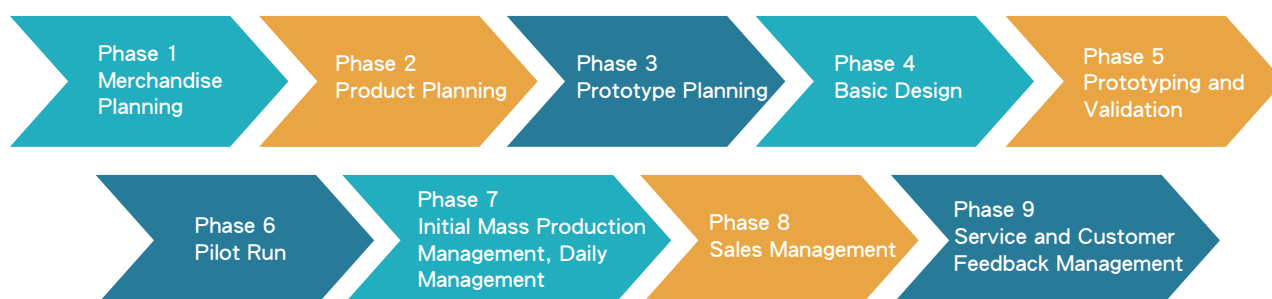 Phase 1
Merchandise
Planning
Phase 2
Product Planning
Phase 3
Prototype Planning
Phase 4
Basic Design
Phase 5
Prototyping and
Validation
Phase 6
Pilot Run
Phase 7
Initial Mass Production
Management, Daily
Management
Phase 8
Sales Management
Phase 9
Service and Customer
Feedback Management